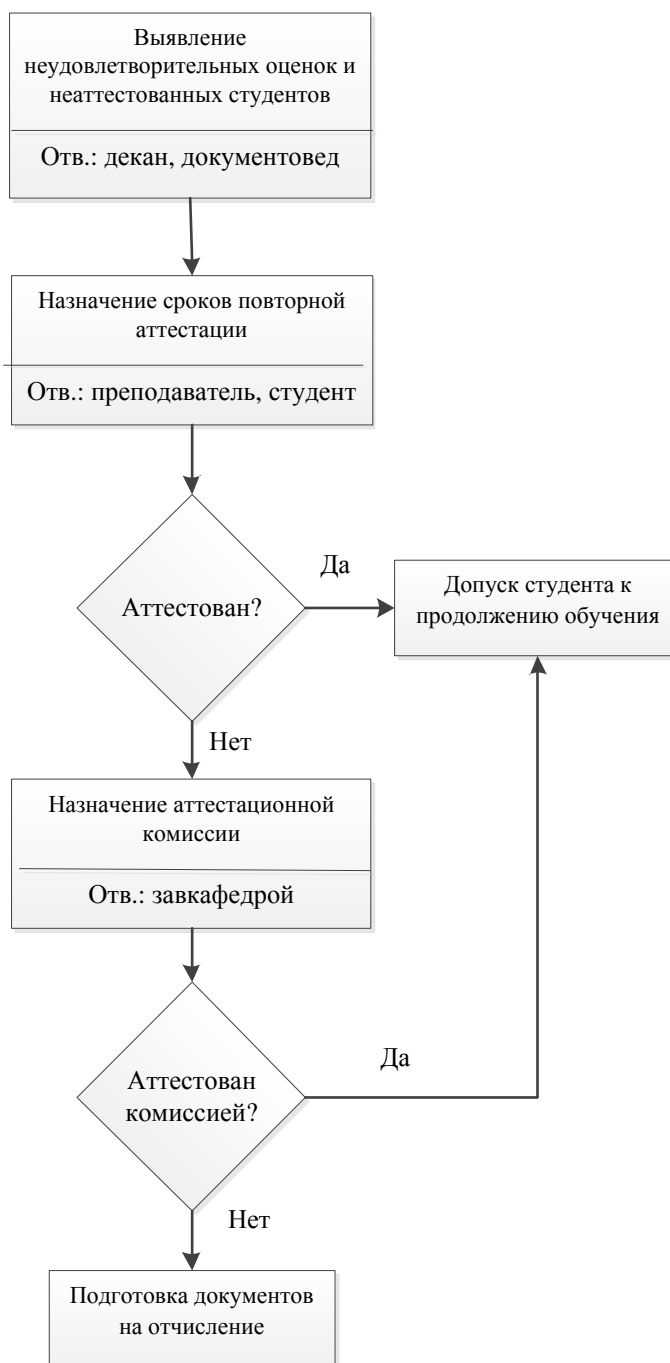 Выявление
неудовлетворительных оценок и
неаттестованных студентов
Отв.: декан, документовед
Назначение сроков повторной
аттестации
Отв.: преподаватель, студент
Аттестован?
Да
Допуск студента к
продолжению обучения
Нет
Назначение аттестационной
комиссии
Отв.: завкафедрой
Аттестован
комиссией?
Да
Нет
Подготовка документов
на отчисление